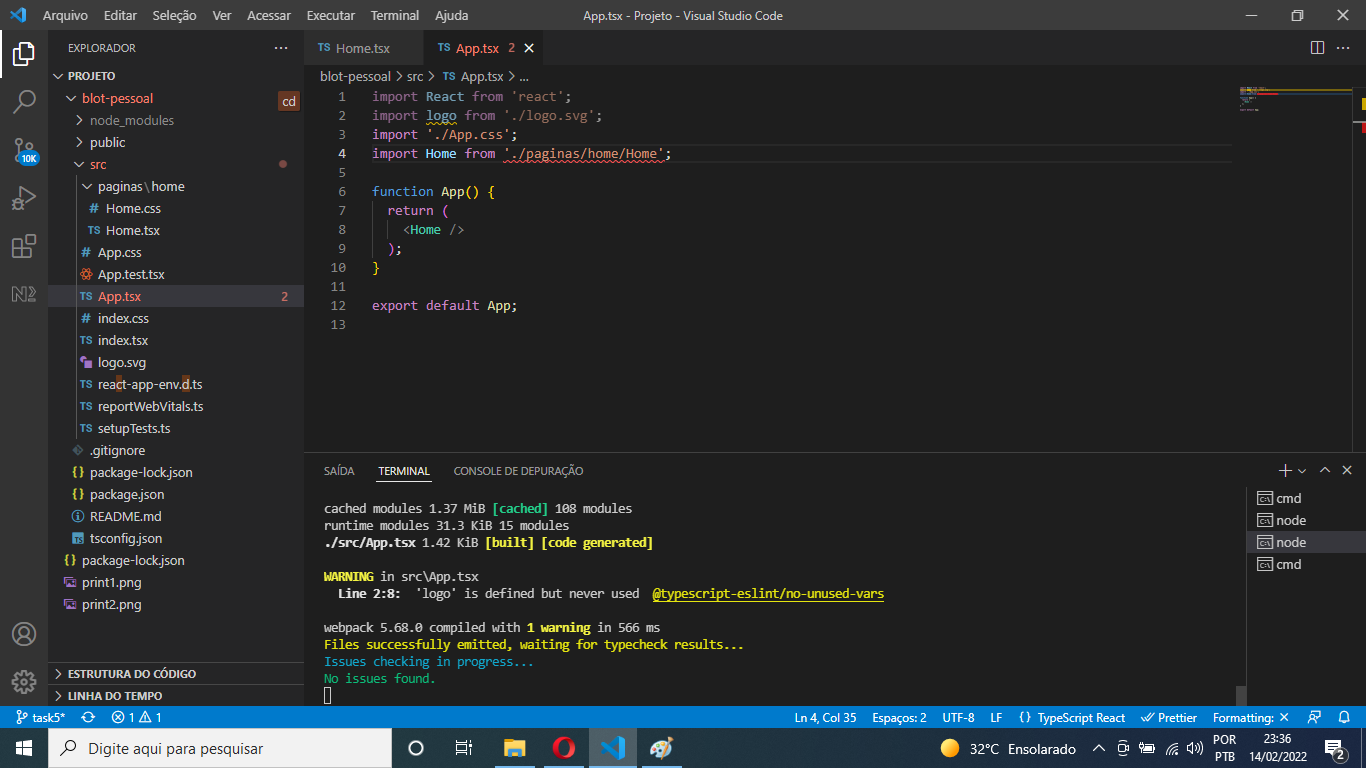 Arquivo Editar Seleção Ver Acessar Executar Terminal Ajuda App.tsx - Projeto - Visual Studio Code
EXPLORADOR
PROJETO
blot-pessoal cd
node_modules
public
src
paginas\home
# Home.css
TS Home.tsx
# App.css
App.test.tsx
TS App.tsx 2
# index.css
TS index.tsx
logo.svg
TS react-app-env.d.ts
TS reportWebVitals.ts
TS setupTests.ts
.gitignore
{} package-lock.json
{} package.json
README.md
TS tsconfig.json
{} package-lock.json
print1.png
print2.png
ESTRUTURA DO CÓDIGO
LINHA DO TEMPO
10K
TS Home.tsx TS App.tsx 2
blot-pessoal > src > TS App.tsx > ...
1 import React from 'react';
2 import logo from './logo.svg';
3 import './App.css';
4 import Home from './paginas/home/Home';
5
6 function App() {
7 return (
8 <Home />
9 );
10 }
11
12 export default App;
13
SAÍDA TERMINAL CONSOLE DE DEPURAÇÃO
cached modules 1.37 MiB [cached] 108 modules
runtime modules 31.3 KiB 15 modules
./src/App.tsx 1.42 KiB [built] [code generated]
WARNING in src\App.tsx
Line 2:8: 'logo' is defined but never used @typescript-eslint/no-unused-vars
webpack 5.68.0 compiled with 1 warning in 566 ms
Files successfully emitted, waiting for typecheck results...
Issues checking in progress...
No issues found.
cmd
node
node
cmd
task5* 1 1 Ln 4, Col 35 Espaços: 2 UTF-8 LF {} TypeScript React Prettier Formatting: ×
Digite aqui para pesquisar 32°C Ensolarado POR PTB 23:36 14/02/2022 2